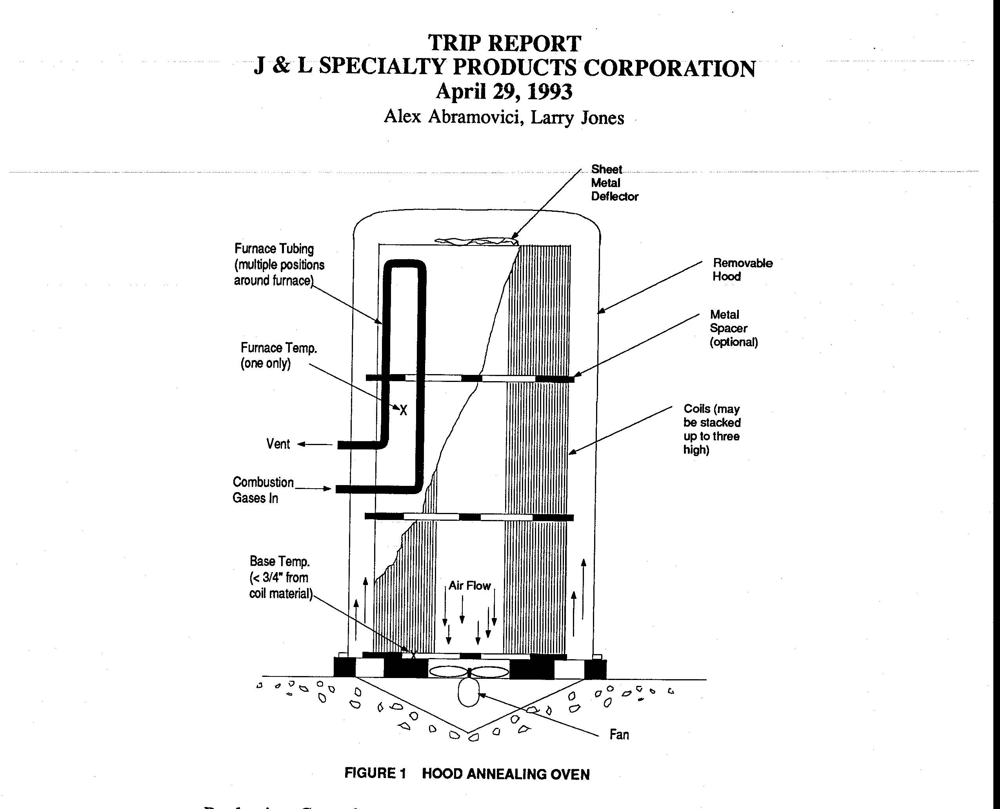 TRIP REPORT
J & L SPECIALTY PRODUCTS CORPORATION
April 29, 1993
Alex Abramovici, Larry Jones
Sheet
Metal
Deflector
Furnace Tubing
(multiple positions
around furnace)
Removable
Hood
Metal
Spacer
(optional)
Furnace Temp.
(one only)
X
Coils (may
be stacked
up to three
high)
Vent
Combustion
Gases In
Base Temp.
(< 3/4" from
coil material)
Air Flow
X
Fan
FIGURE 1 HOOD ANNEALING OVEN